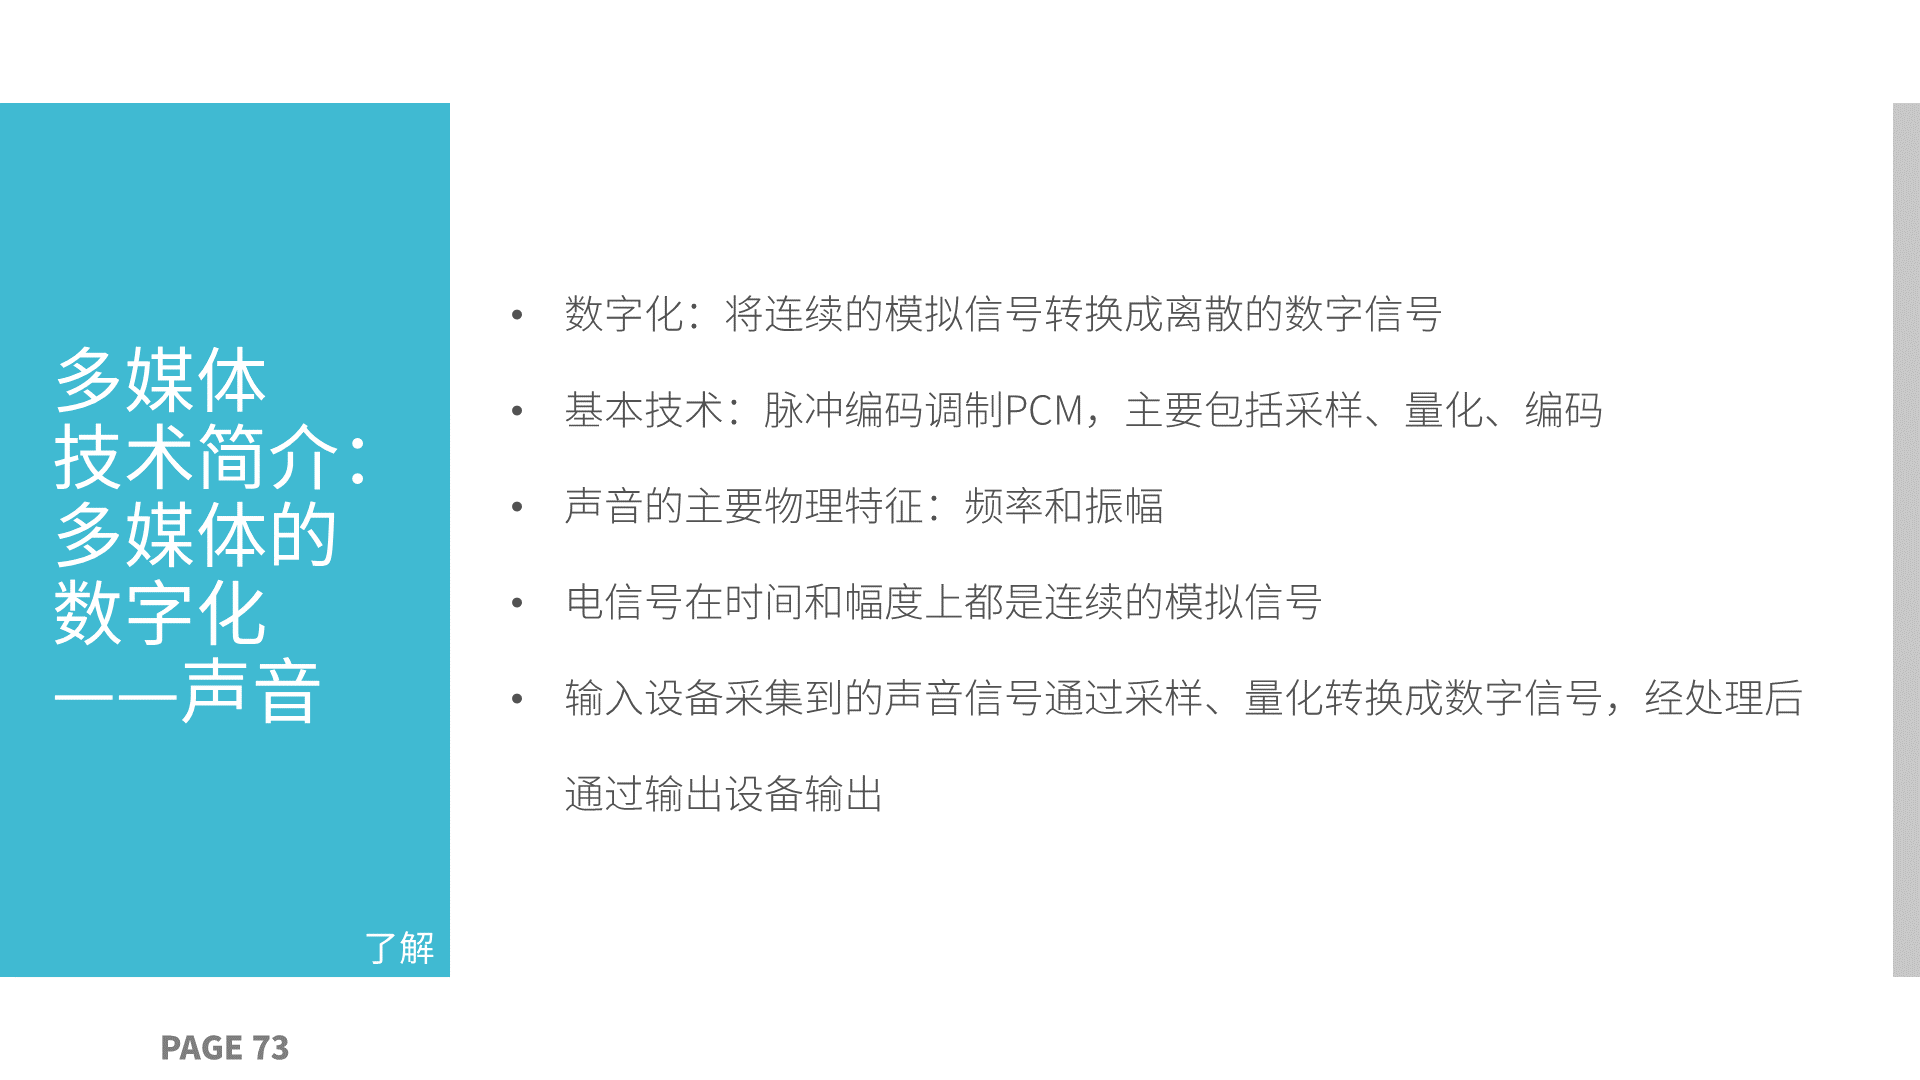 多媒体
技术简介：
多媒体的
数字化
——声音
了解
• 数字化：将连续的模拟信号转换成离散的数字信号
• 基本技术：脉冲编码调制PCM，主要包括采样、量化、编码
• 声音的主要物理特征：频率和振幅
• 电信号在时间和幅度上都是连续的模拟信号
• 输入设备采集到的声音信号通过采样、量化转换成数字信号，经处理后
通过输出设备输出
PAGE 73